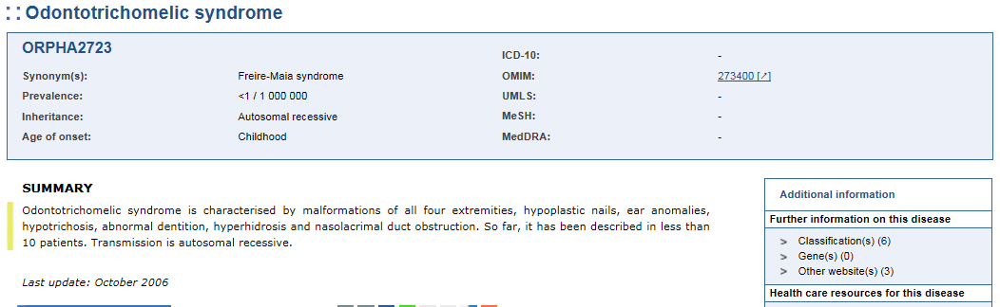 :: Odontotrichomelic syndrome
ORPHA2723
Synonym(s): Freire-Maia syndrome
Prevalence: <1 / 1 000 000
Inheritance: Autosomal recessive
Age of onset: Childhood
ICD-10: -
OMIM: 273400 [↗]
UMLS: -
MeSH: -
MedDRA: -
SUMMARY
Odontotrichomelic syndrome is characterised by malformations of all four extremities, hypoplastic nails, ear anomalies,
hypotrichosis, abnormal dentition, hyperhidrosis and nasolacrimal duct obstruction. So far, it has been described in less than
10 patients. Transmission is autosomal recessive.
Last update: October 2006
Additional information
Further information on this disease
> Classification(s) (6)
> Gene(s) (0)
> Other website(s) (3)
Health care resources for this disease